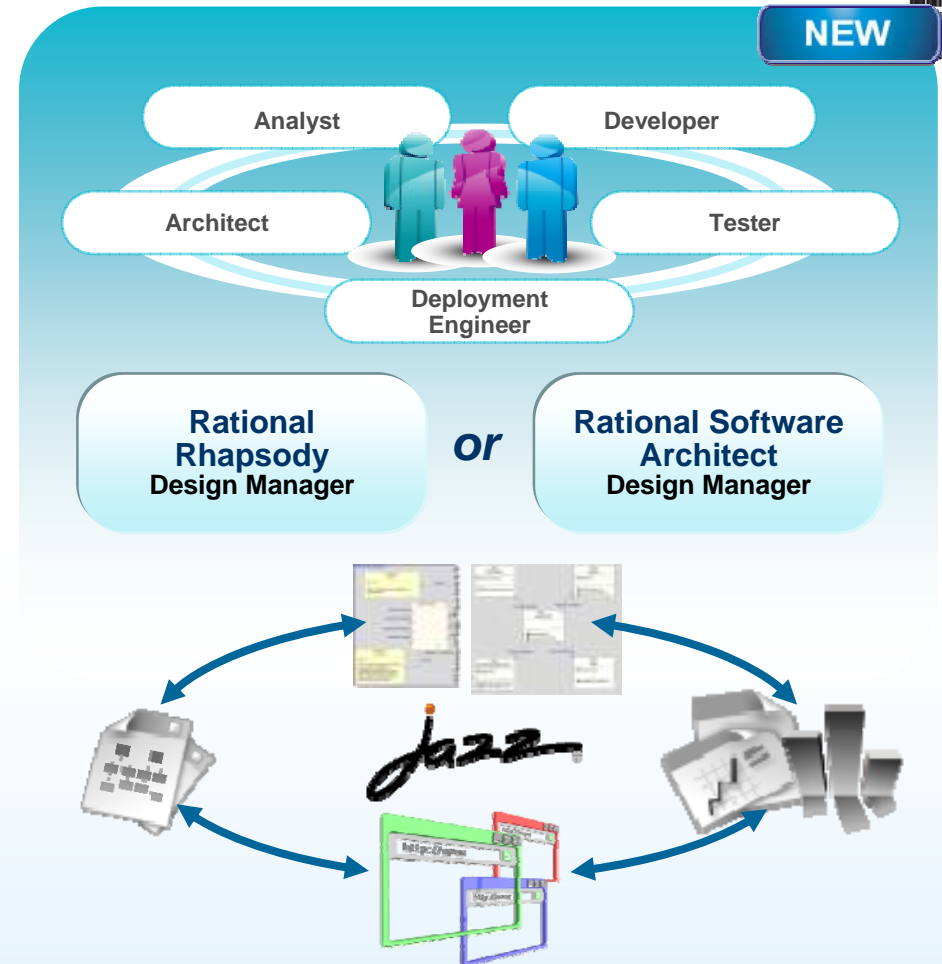 NEW
Analyst
Developer
Architect
Tester
Deployment
Engineer
Rational
Rhapsody
Design Manager
or
Rational Software
Architect
Design Manager
jazz